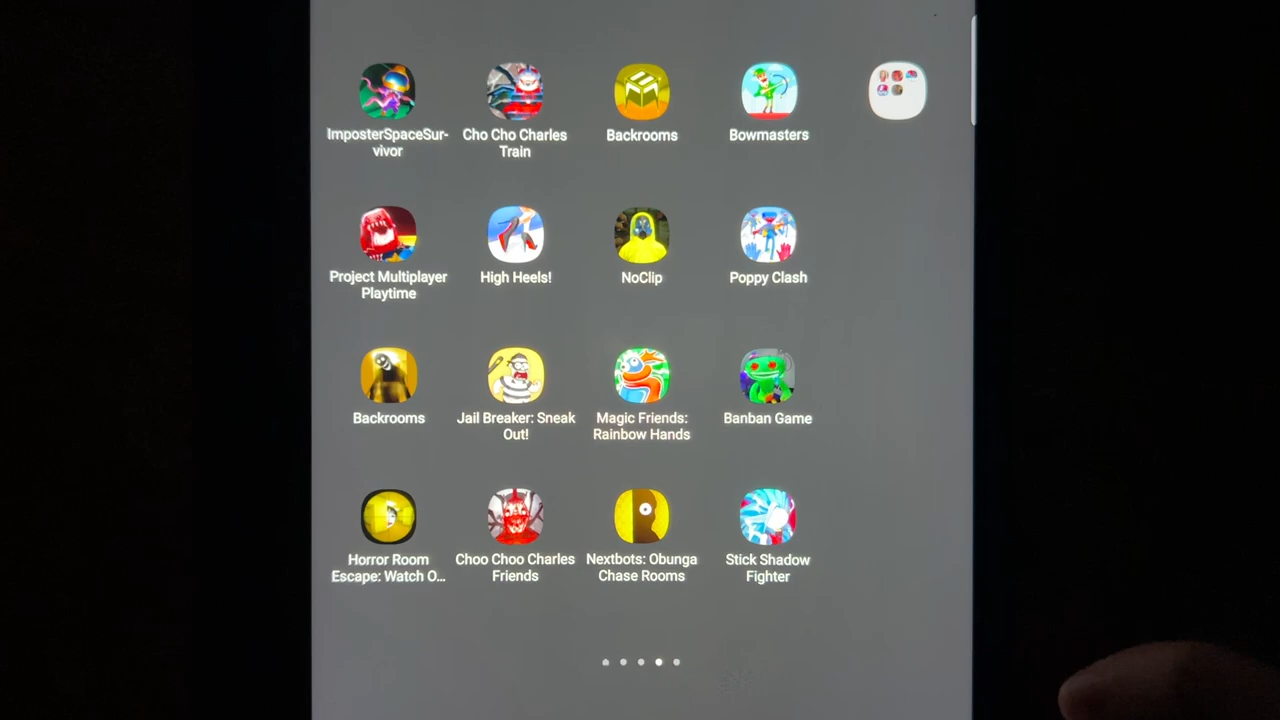 ImposterSpaceSur-
vivor
Cho Cho Charles
Train
Backrooms
Bowmasters
Project Multiplayer
Playtime
High Heels!
NoClip
Poppy Clash
Backrooms
Jail Breaker: Sneak
Out!
Magic Friends:
Rainbow Hands
Banban Game
Horror Room
Escape: Watch O...
Choo Choo Charles
Friends
Nextbots: Obunga
Chase Rooms
Stick Shadow
Fighter